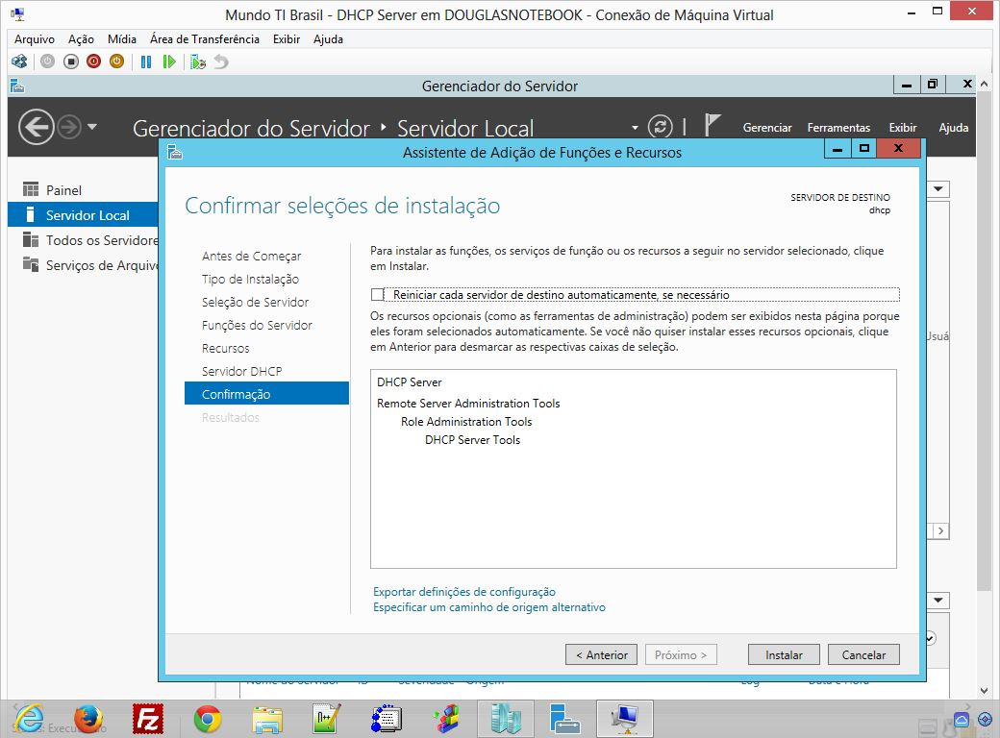 Mundo TI Brasil - DHCP Server em DOUGLASNOTEBOOK - Conexão de Máquina Virtual
Arquivo Ação Mídia Área de Transferência Exibir Ajuda
Gerenciador do Servidor
Gerenciador do Servidor Servidor Local
Gerenciar Ferramentas Exibir Ajuda
Painel
Servidor Local
Todos os Servidore
Serviços de Arquiv
Assistente de Adição de Funções e Recursos
Confirmar seleções de instalação
SERVIDOR DE DESTINO
dhcp
Antes de Começar
Tipo de Instalação
Seleção de Servidor
Funções do Servidor
Recursos
Servidor DHCP
Confirmação
Resultados
Para instalar as funções, os serviços de função ou os recursos a seguir no servidor selecionado, clique
em Instalar.
Reiniciar cada servidor de destino automaticamente, se necessário
Os recursos opcionais (como as ferramentas de administração) podem ser exibidos nesta página porque
eles foram selecionados automaticamente. Se você não quiser instalar esses recursos opcionais, clique
em Anterior para desmarcar as respectivas caixas de seleção.
DHCP Server
Remote Server Administration Tools
Role Administration Tools
DHCP Server Tools
Exportar definições de configuração
Especificar um caminho de origem alternativo
< Anterior Próximo > Instalar Cancelar
Usuá
Nome do Servidor ID Severidade Origem Log Data e Hora